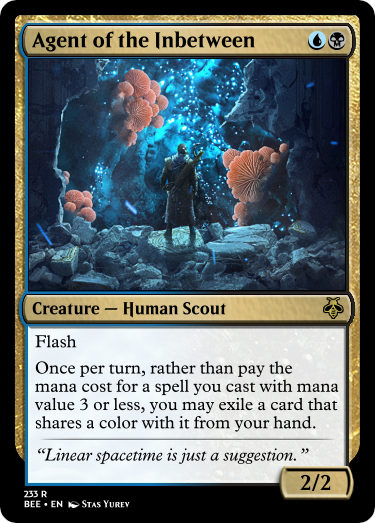 Agent of the Inbetween
Creature — Human Scout
Flash
Once per turn, rather than pay the
mana cost for a spell you cast with mana
value 3 or less, you may exile a card that
shares a color with it from your hand.
“Linear spacetime is just a suggestion.”
2/2
233 R
BEE • EN Stas Yurev